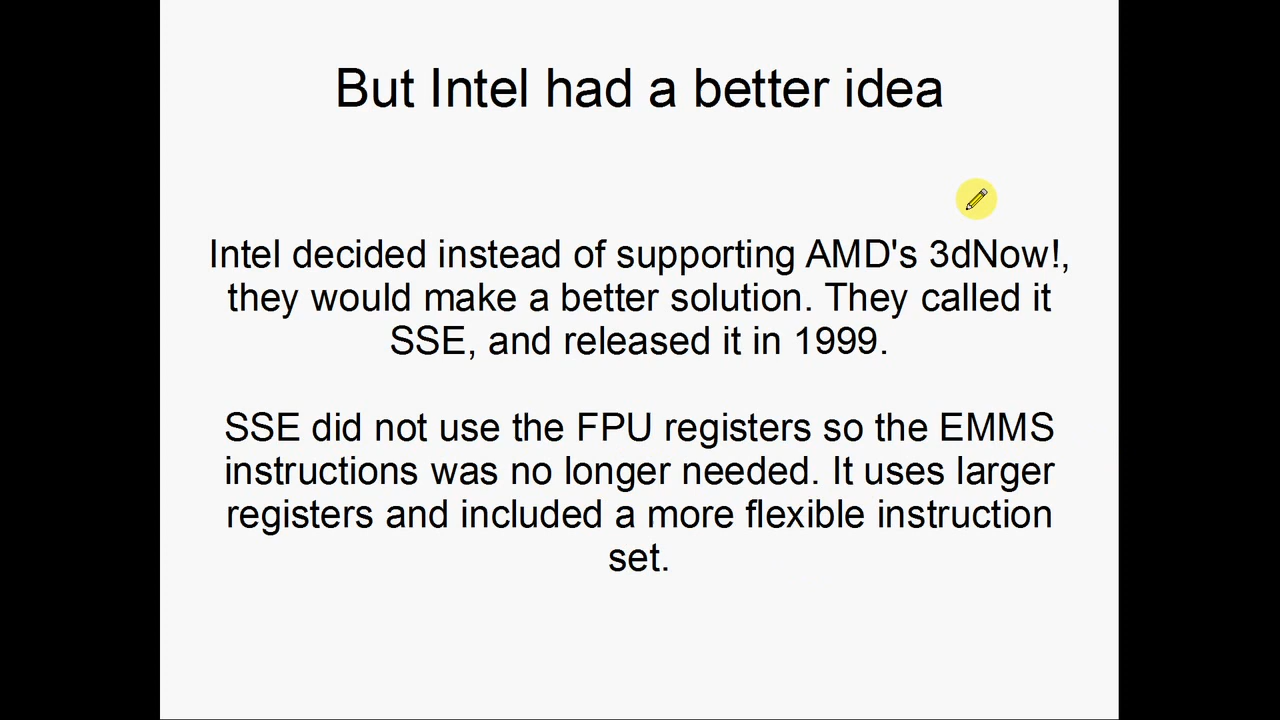 But Intel had a better idea
Intel decided instead of supporting AMD's 3dNow!,
they would make a better solution. They called it
SSE, and released it in 1999.
SSE did not use the FPU registers so the EMMS
instructions was no longer needed. It uses larger
registers and included a more flexible instruction
set.